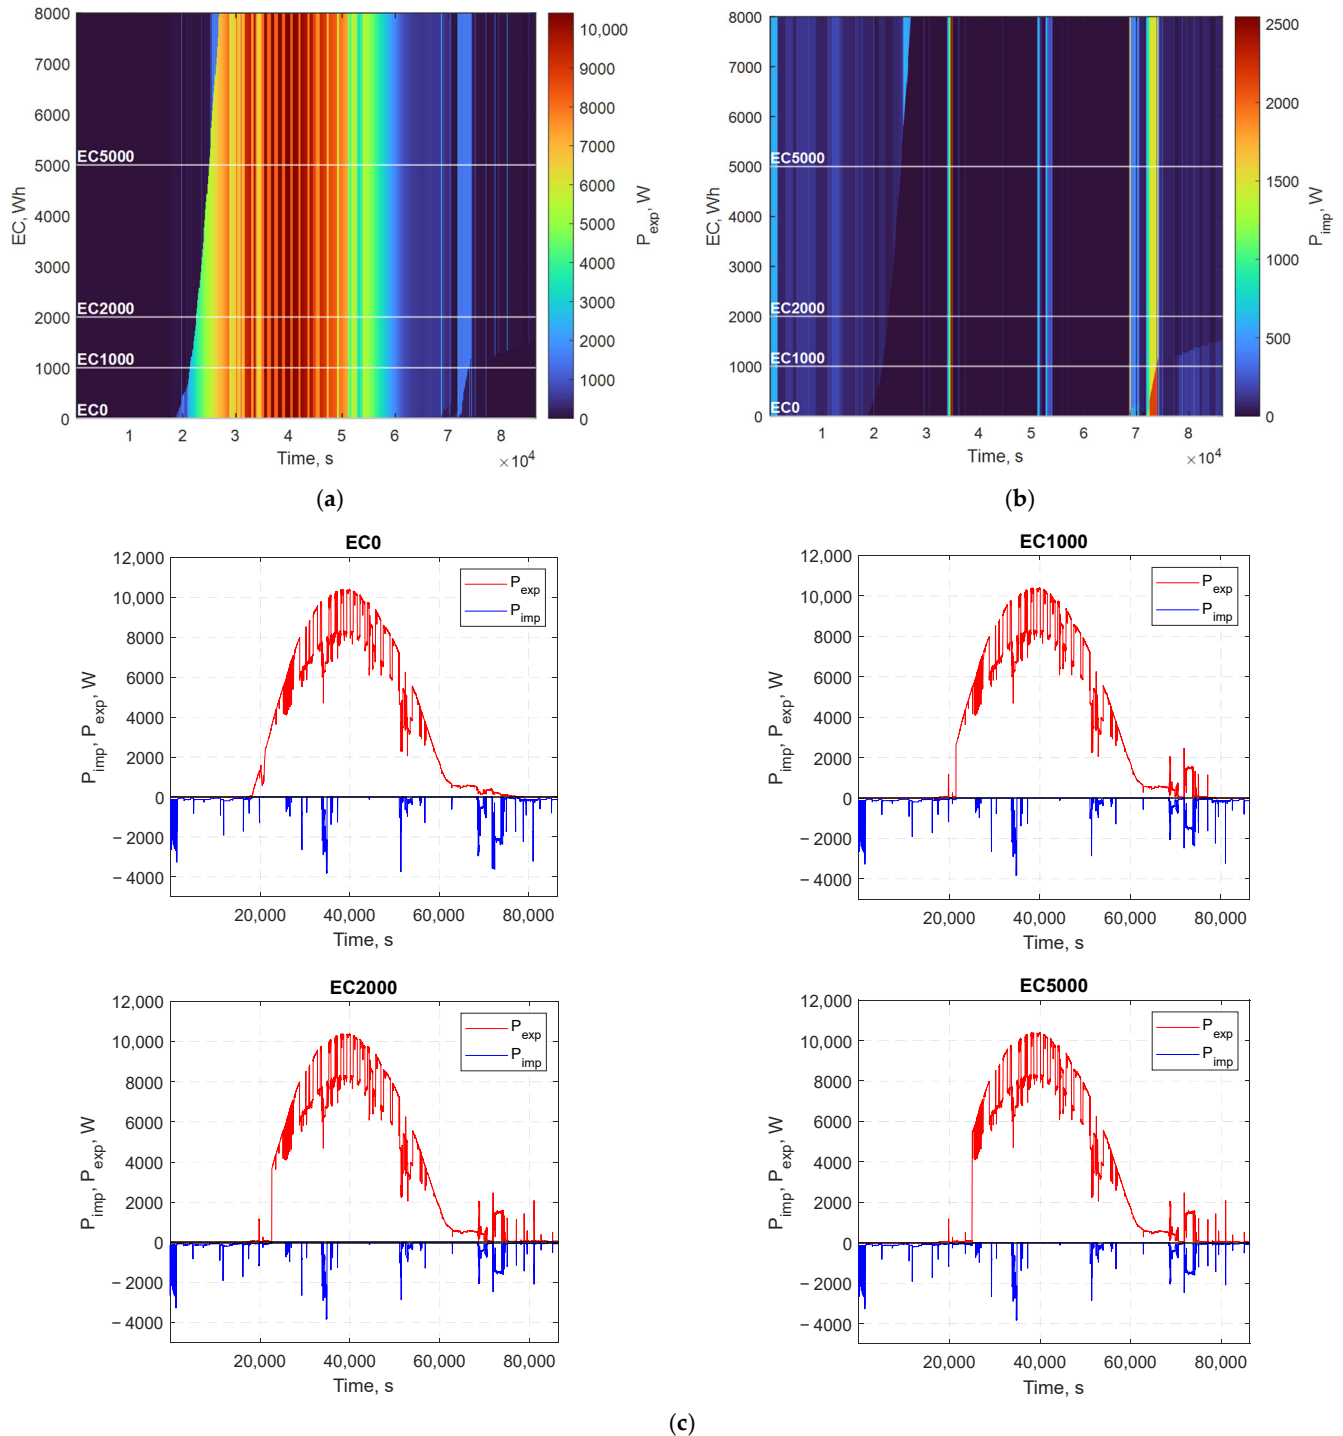 8000
7000
6000
5000
4000
3000
2000
1000
0
EC, Wh
EC5000
EC2000
EC1000
EC0
1 2 3 4 5 6 7 8
Time, s
×10⁴
10,000
9000
8000
7000
6000
5000
4000
3000
2000
1000
0
P_exp, W
(a)
8000
7000
6000
5000
4000
3000
2000
1000
0
EC, Wh
EC5000
EC2000
EC1000
EC0
1 2 3 4 5 6 7 8
Time, s
×10⁴
2500
2000
1500
1000
500
0
P_imp, W
(b)
EC0
12,000
10,000
8000
6000
4000
2000
0
−2000
−4000
P_imp, P_exp, W
P_exp
P_imp
20,000 40,000 60,000 80,000
Time, s
EC1000
12,000
10,000
8000
6000
4000
2000
0
−2000
−4000
P_imp, P_exp, W
P_exp
P_imp
20,000 40,000 60,000 80,000
Time, s
EC2000
12,000
10,000
8000
6000
4000
2000
0
−2000
−4000
P_imp, P_exp, W
P_exp
P_imp
20,000 40,000 60,000 80,000
Time, s
EC5000
12,000
10,000
8000
6000
4000
2000
0
−2000
−4000
P_imp, P_exp, W
P_exp
P_imp
20,000 40,000 60,000 80,000
Time, s
(c)